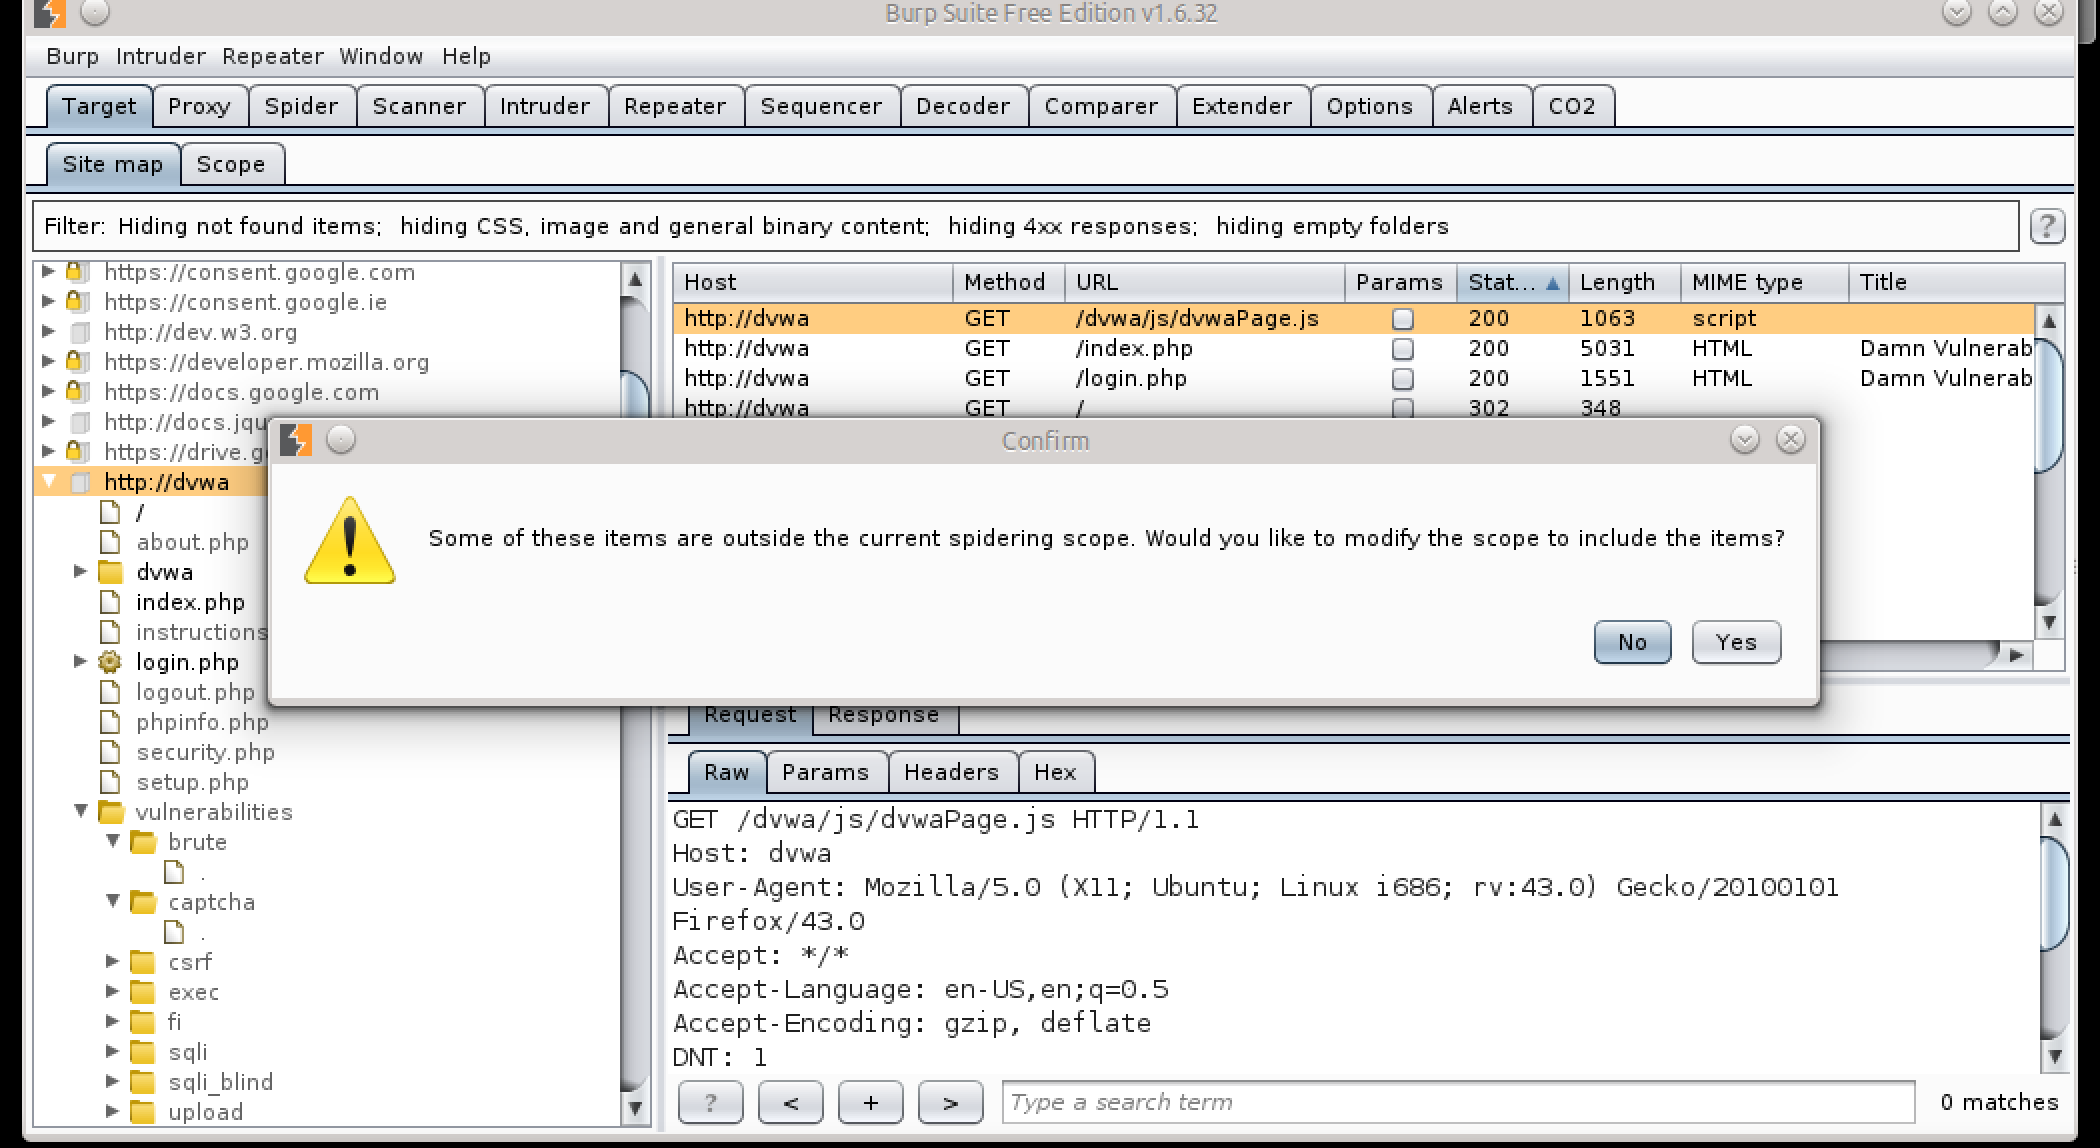 Burp Suite Free Edition v1.6.32
Burp Intruder Repeater Window Help
Target Proxy Spider Scanner Intruder Repeater Sequencer Decoder Comparer Extender Options Alerts CO2
Site map Scope
Filter: Hiding not found items; hiding CSS, image and general binary content; hiding 4xx responses; hiding empty folders ?
https://consent.google.com
https://consent.google.ie
http://dev.w3.org
https://developer.mozilla.org
https://docs.google.com
http://docs.jqu
https://drive.g
http://dvwa
/
about.php
dvwa
index.php
instructions
login.php
logout.php
phpinfo.php
security.php
setup.php
vulnerabilities
brute
.
captcha
.
csrf
exec
fi
sqli
sqli_blind
upload
Host Method URL Params Stat... Length MIME type Title
http://dvwa GET /dvwa/js/dvwaPage.js 200 1063 script
http://dvwa GET /index.php 200 5031 HTML Damn Vulnerab
http://dvwa GET /login.php 200 1551 HTML Damn Vulnerab
http://dvwa GET / 302 348
Confirm
Some of these items are outside the current spidering scope. Would you like to modify the scope to include the items?
No Yes
Request Response
Raw Params Headers Hex
GET /dvwa/js/dvwaPage.js HTTP/1.1
Host: dvwa
User-Agent: Mozilla/5.0 (X11; Ubuntu; Linux i686; rv:43.0) Gecko/20100101
Firefox/43.0
Accept: */*
Accept-Language: en-US,en;q=0.5
Accept-Encoding: gzip, deflate
DNT: 1
? < + > Type a search term 0 matches